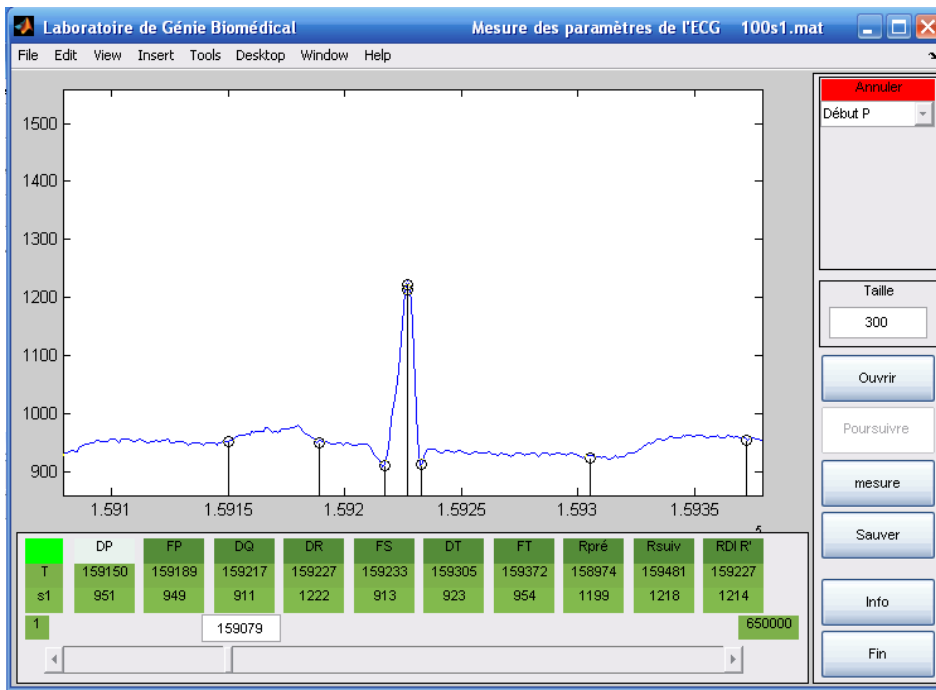 Laboratoire de Génie Biomédical Mesure des paramètres de l'ECG 100s1.mat
File Edit View Insert Tools Desktop Window Help
Annuler
Début P
1500
1400
1300
1200
1100
1000
900
1.591 1.5915 1.592 1.5925 1.593 1.5935
Taille
300
Ouvrir
Poursuivre
mesure
Sauver
Info
Fin
DP FP DQ DR FS DT FT Rpré Rsuiv RDI R'
T 159150 159189 159217 159227 159233 159305 159372 158974 159481 159227
s1 951 949 911 1222 913 923 954 1199 1218 1214
1 159079 650000